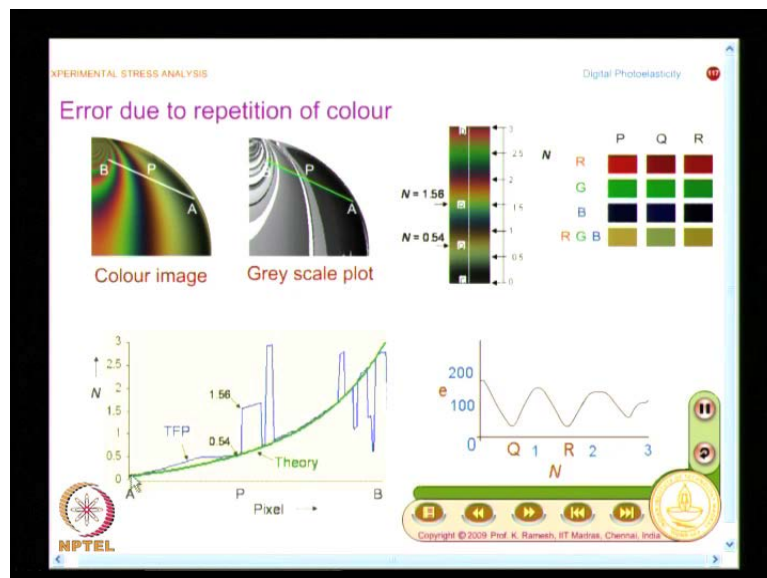 XPERIMENTAL STRESS ANALYSIS
Digital Photoelasticity
117
Error due to repetition of colour
B P A
Colour image
P A
Grey scale plot
N = 1.56
N = 0.54
3
2.5
2
1.5
1
0.5
0
N
P Q R
R
G
B
R G B
3
2.5
N 2
1.5
1
0.5
0
1.56
0.54
TFP
Theory
A P B
Pixel
200
e
100
0 Q 1 R 2 3
N
NPTEL
Copyright © 2009 Prof. K. Ramesh, IIT Madras, Chennai, India